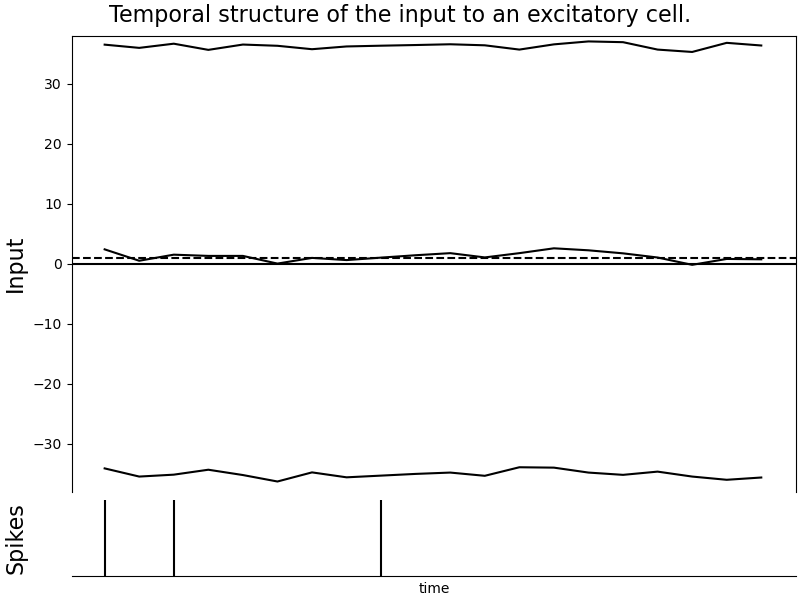 Temporal structure of the input to an excitatory cell.
30
20
10
0
−10
−20
−30
Input
Spikes
time